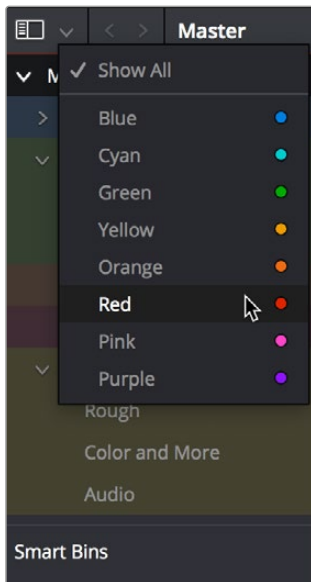 Master
M
✓ Show All
Blue
Cyan
Green
Yellow
Orange
Red
Pink
Purple
Rough
Color and More
Audio
Smart Bins